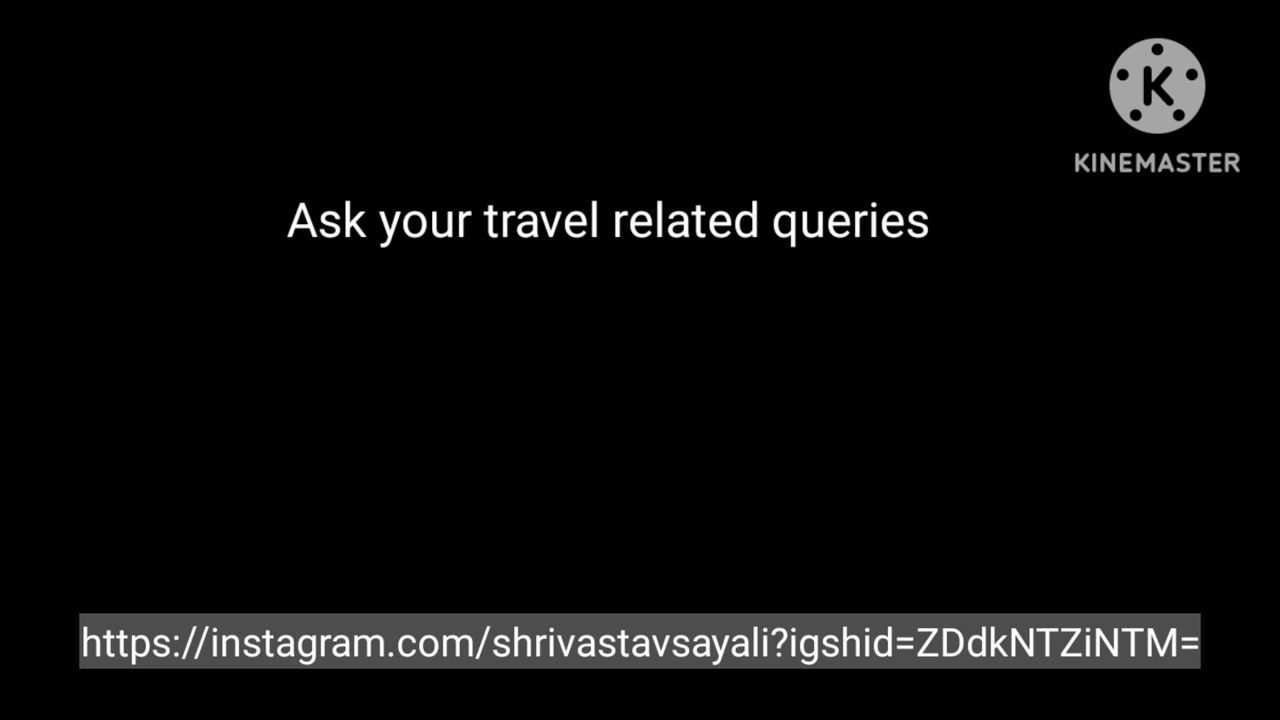 K
KINEMASTER
Ask your travel related queries
https://instagram.com/shrivastavsayali?igshid=ZDdkNTZiNTM=